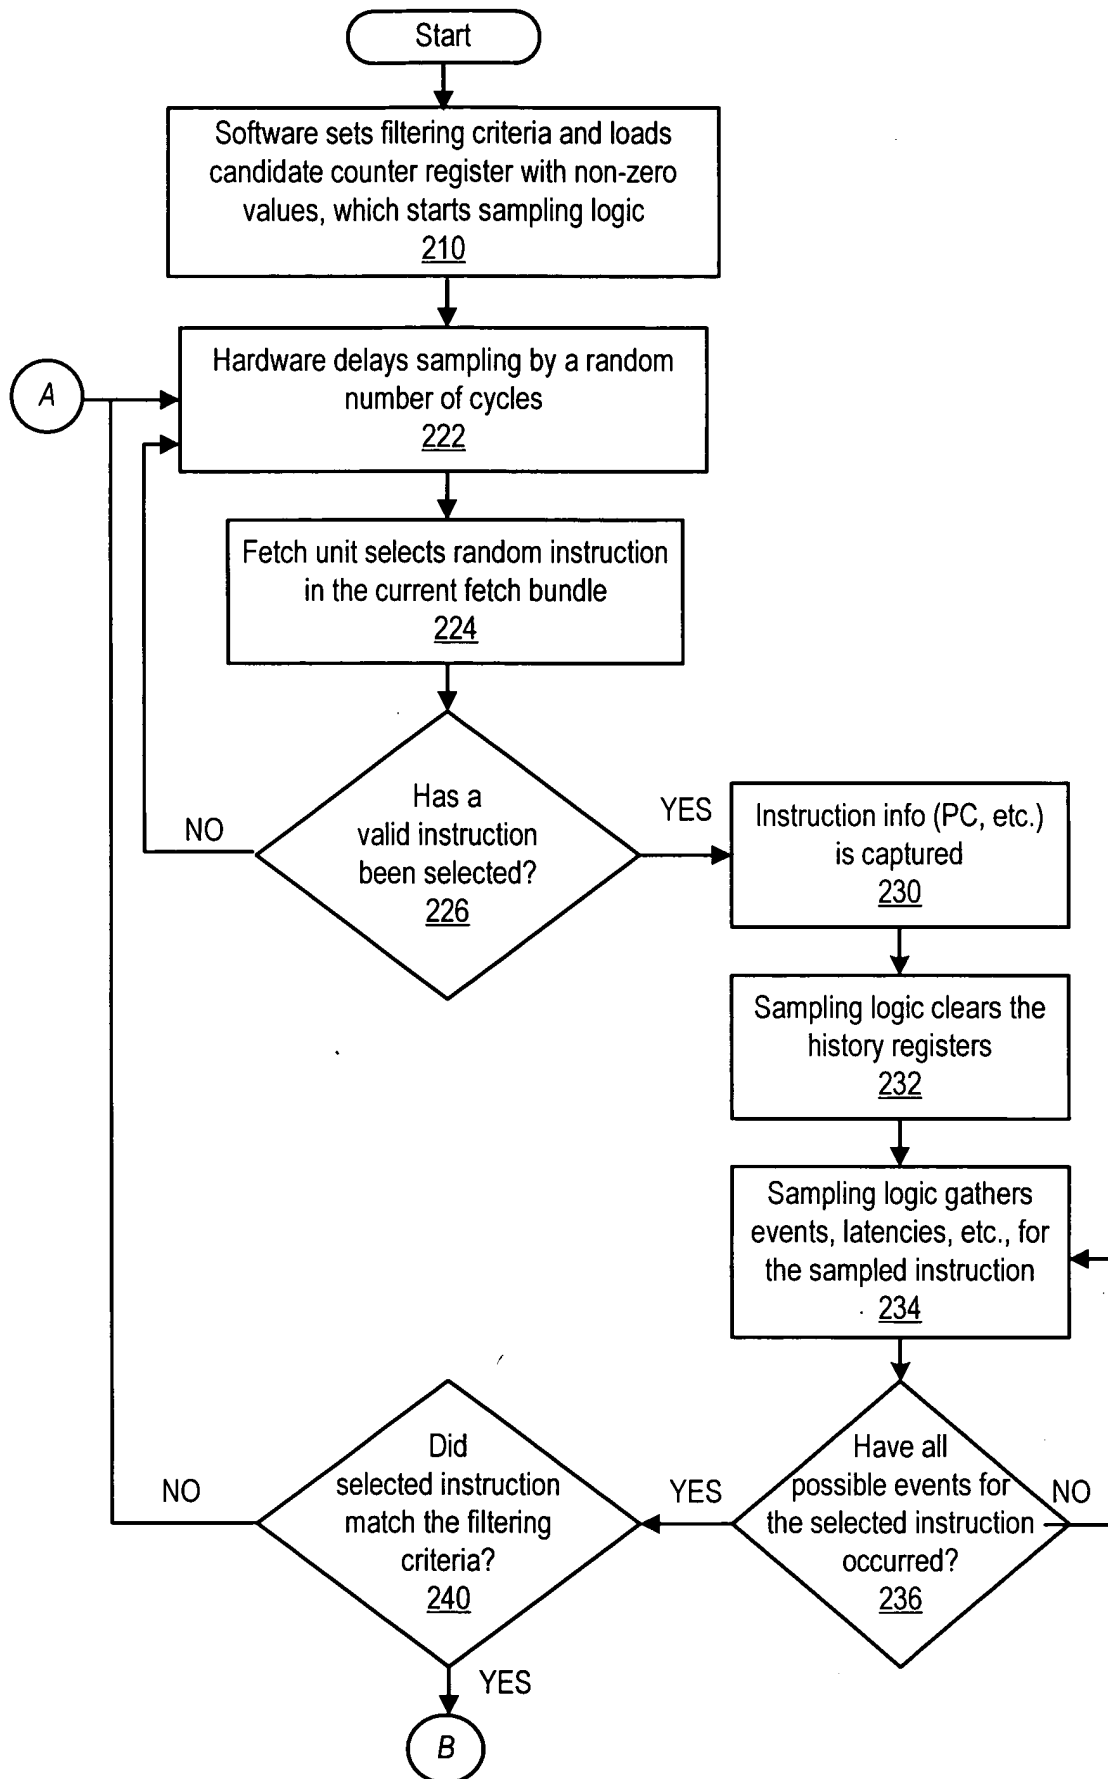 Start
Software sets filtering criteria and loads
candidate counter register with non-zero
values, which starts sampling logic
210
A
Hardware delays sampling by a random
number of cycles
222
Fetch unit selects random instruction
in the current fetch bundle
224
Has a
valid instruction
been selected?
226
NO
YES
Instruction info (PC, etc.)
is captured
230
Sampling logic clears the
history registers
232
Sampling logic gathers
events, latencies, etc., for
the sampled instruction
234
Have all
possible events for
the selected instruction
occurred?
236
NO
YES
Did
selected instruction
match the filtering
criteria?
240
NO
YES
B